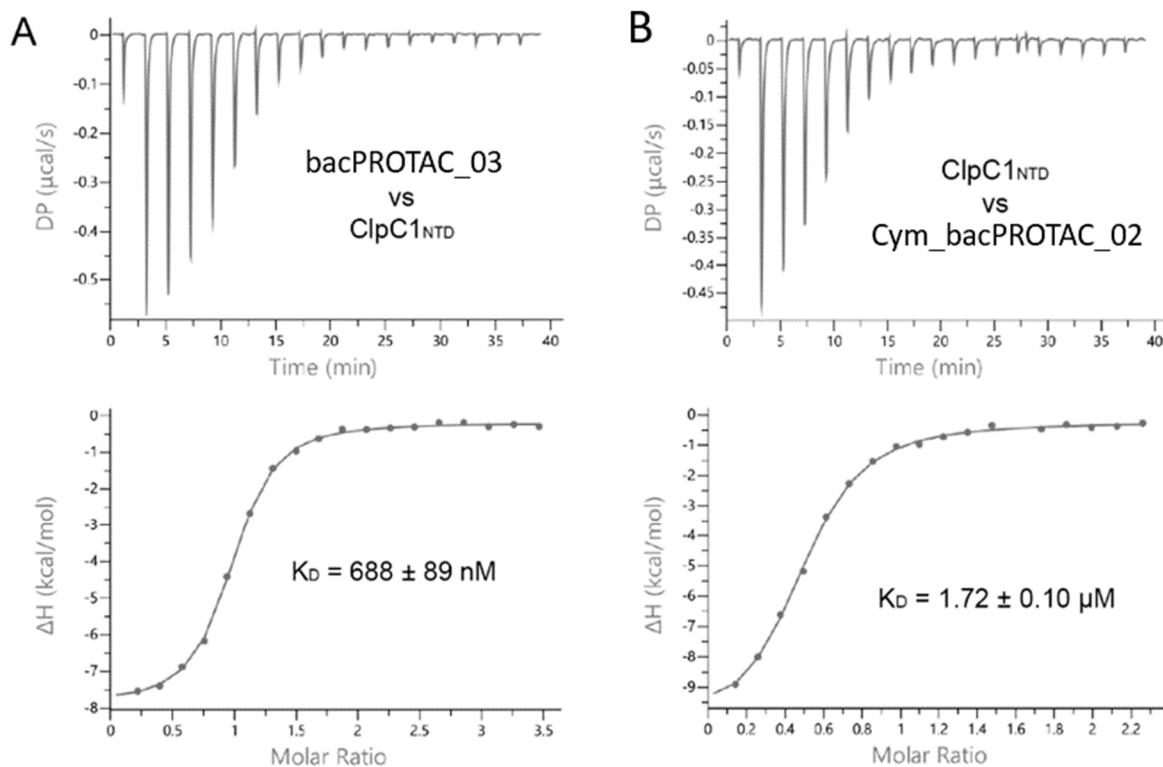 A
0
-0.1
-0.2
-0.3
-0.4
-0.5
DP (µcal/s)
bacPROTAC_03
vs
ClpC1NTD
0 5 10 15 20 25 30 35 40
Time (min)
B
0
-0.05
-0.1
-0.15
-0.2
-0.25
-0.3
-0.35
-0.4
-0.45
DP (µcal/s)
ClpC1NTD
vs
Cym_bacPROTAC_02
0 5 10 15 20 25 30 35 40
Time (min)
0
-1
-2
-3
-4
-5
-6
-7
-8
ΔH (kcal/mol)
KD = 688 ± 89 nM
0 0.5 1 1.5 2 2.5 3 3.5
Molar Ratio
0
-1
-2
-3
-4
-5
-6
-7
-8
-9
ΔH (kcal/mol)
KD = 1.72 ± 0.10 µM
0 0.2 0.4 0.6 0.8 1 1.2 1.4 1.6 1.8 2 2.2
Molar Ratio